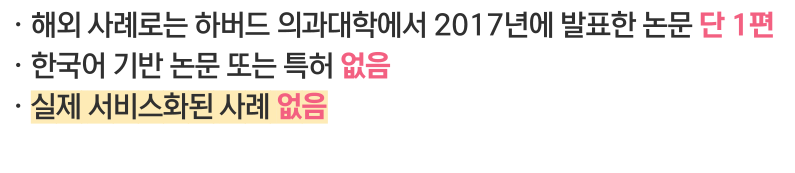 · 해외 사례로는 하버드 의과대학에서 2017년에 발표한 논문 단 1편
· 한국어 기반 논문 또는 특허 없음
· 실제 서비스화된 사례 없음